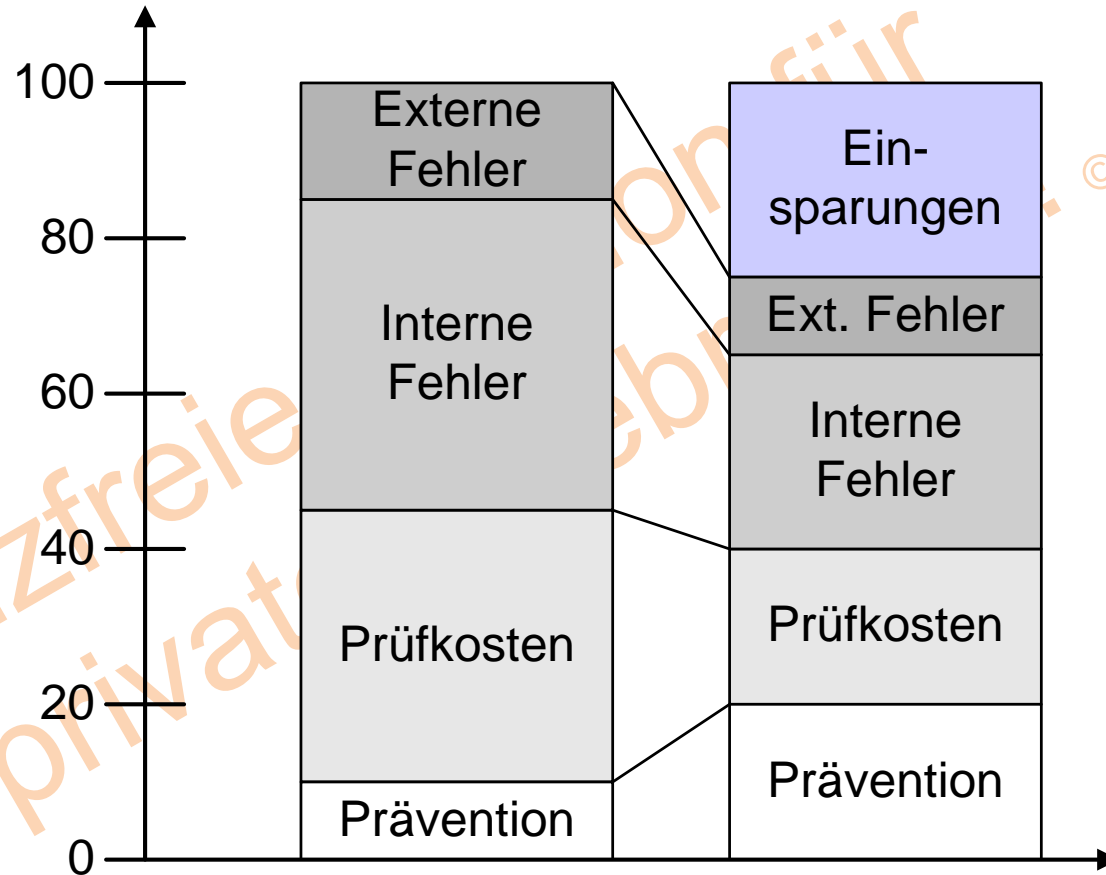 100
80
60
40
20
0
Externe
Fehler
Interne
Fehler
Prüfkosten
Prävention
Ein-
sparungen
Ext. Fehler
Interne
Fehler
Prüfkosten
Prävention
für
©